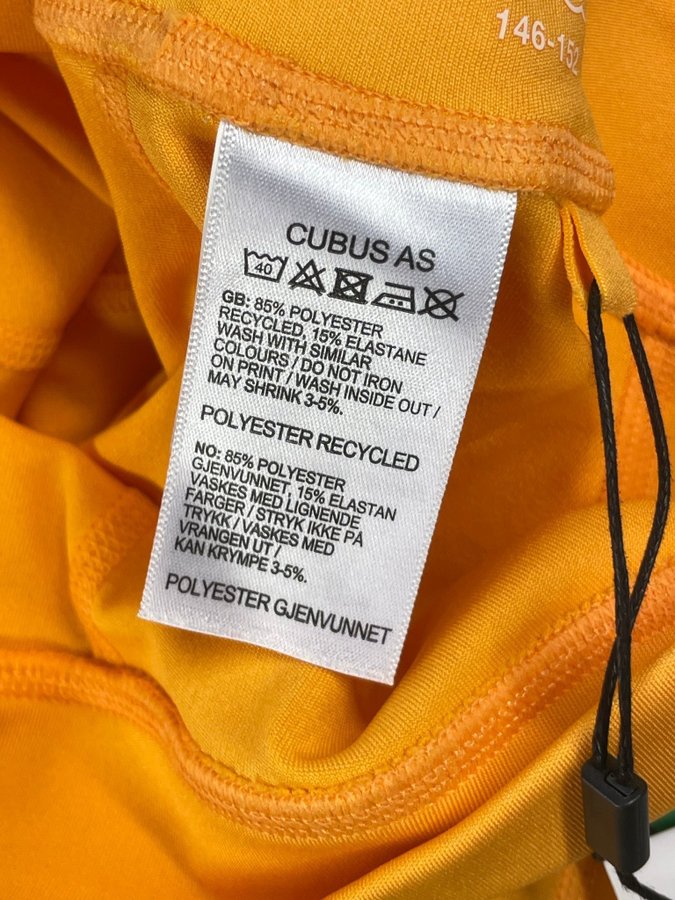 146-152
CUBUS AS
40
GB: 85% POLYESTER
RECYCLED, 15% ELASTANE
WASH WITH SIMILAR
COLOURS / DO NOT IRON
ON PRINT / WASH INSIDE OUT /
MAY SHRINK 3-5%.
POLYESTER RECYCLED
NO: 85% POLYESTER
GJENVUNNET, 15% ELASTAN
VASKES MED LIGNENDE
FARGER / STRYK IKKE PÅ
TRYKK / VASKES MED
VRANGEN UT /
KAN KRYMPE 3-5%.
POLYESTER GJENVUNNET